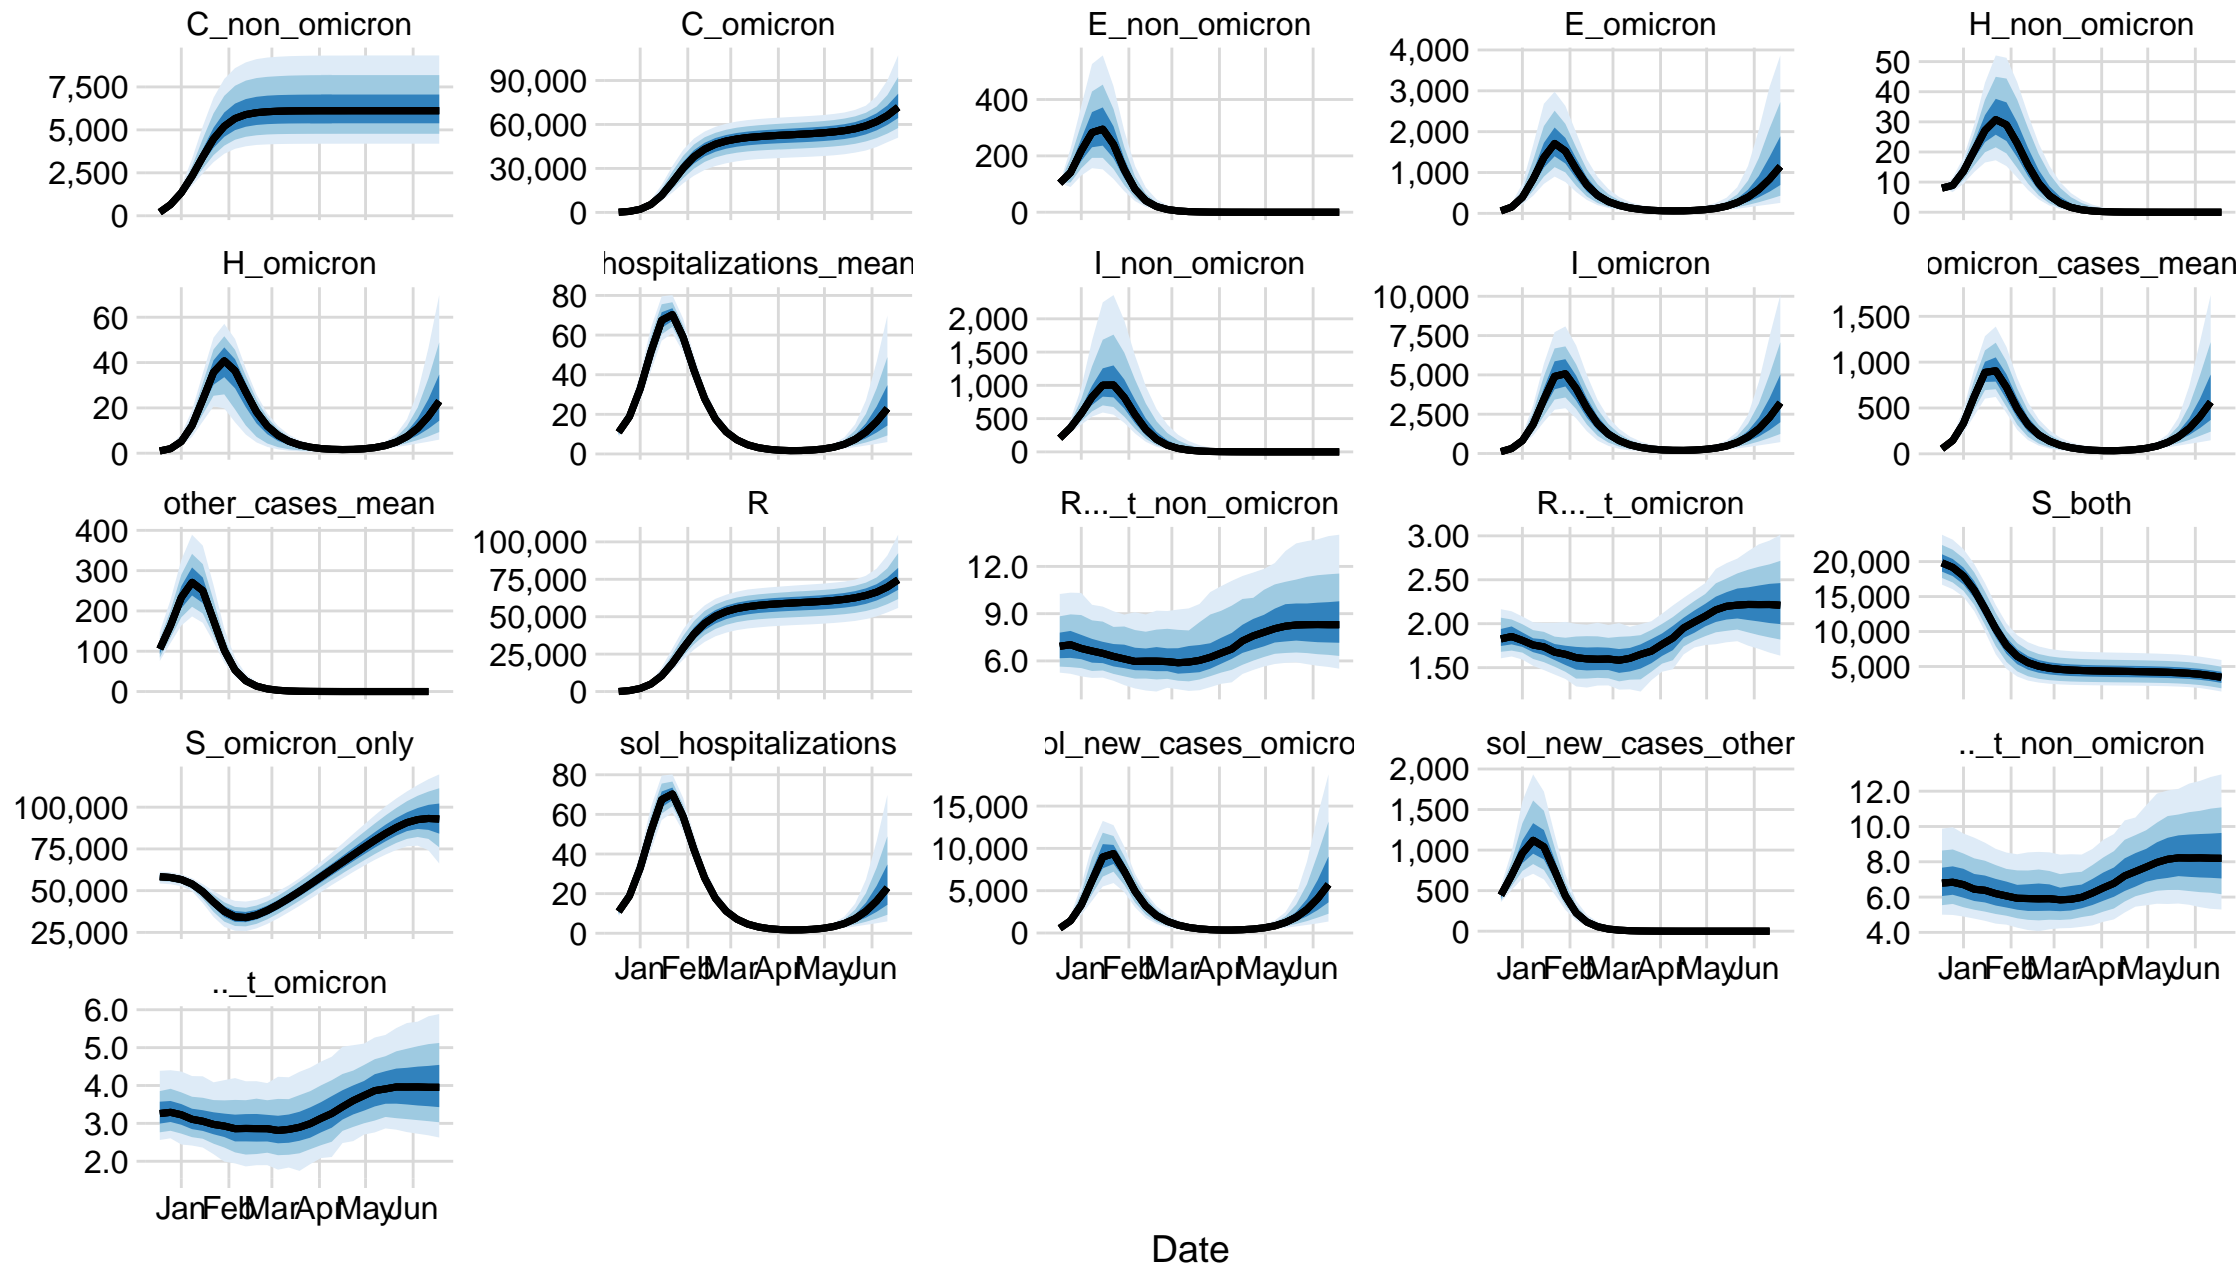 C_non_omicron C_omicron E_non_omicron E_omicron H_non_omicron
7,500 5,000 2,500 0
90,000 60,000 30,000 0
400 200 0
4,000 3,000 2,000 1,000 0
50 40 30 20 10 0
H_omicron hospitalizations_mean I_non_omicron I_omicron omicron_cases_mean
60 40 20 0
80 60 40 20 0
2,000 1,500 1,000 500 0
10,000 7,500 5,000 2,500 0
1,500 1,000 500 0
other_cases_mean R R..._t_non_omicron R..._t_omicron S_both
400 300 200 100 0
100,000 75,000 50,000 25,000 0
12.0 9.0 6.0
3.00 2.50 2.00 1.50
20,000 15,000 10,000 5,000
S_omicron_only sol_hospitalizations ol_new_cases_omicro sol_new_cases_other .._t_non_omicron
100,000 75,000 50,000 25,000
80 60 40 20 0
15,000 10,000 5,000 0
2,000 1,500 1,000 500 0
12.0 10.0 8.0 6.0 4.0
Jan Feb Mar Apr May Jun
Jan Feb Mar Apr May Jun
Jan Feb Mar Apr May Jun
Jan Feb Mar Apr May Jun
.._t_omicron
6.0 5.0 4.0 3.0 2.0
Jan Feb Mar Apr May Jun
Date